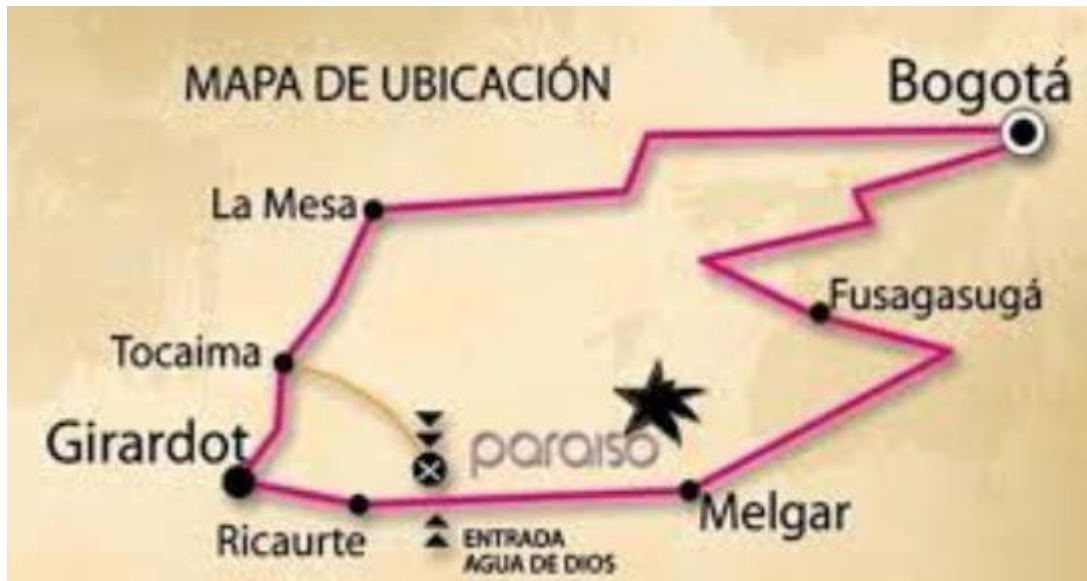 MAPA DE UBICACIÓN
Bogotá
La Mesa
Fusagasugá
Tocaima
Girardot
paraiso
Melgar
Ricaurte
ENTRADA
AGUA DE DIOS